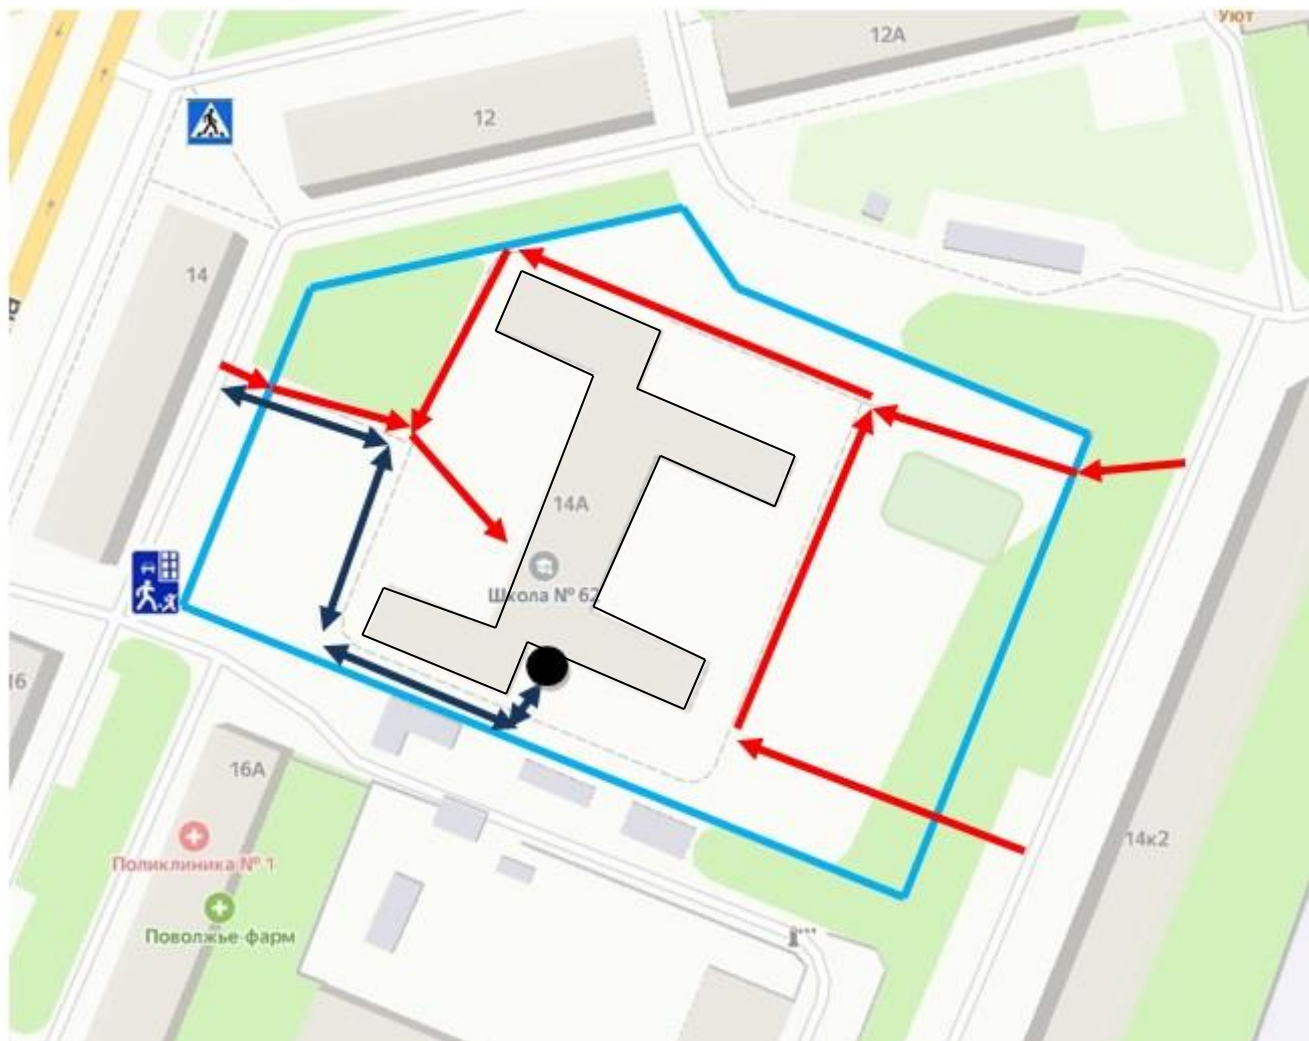 Уют
12А
12
14
14А
Школа № 62
16
16А
14к2
Поликлиника № 1
Поволжье-фарм